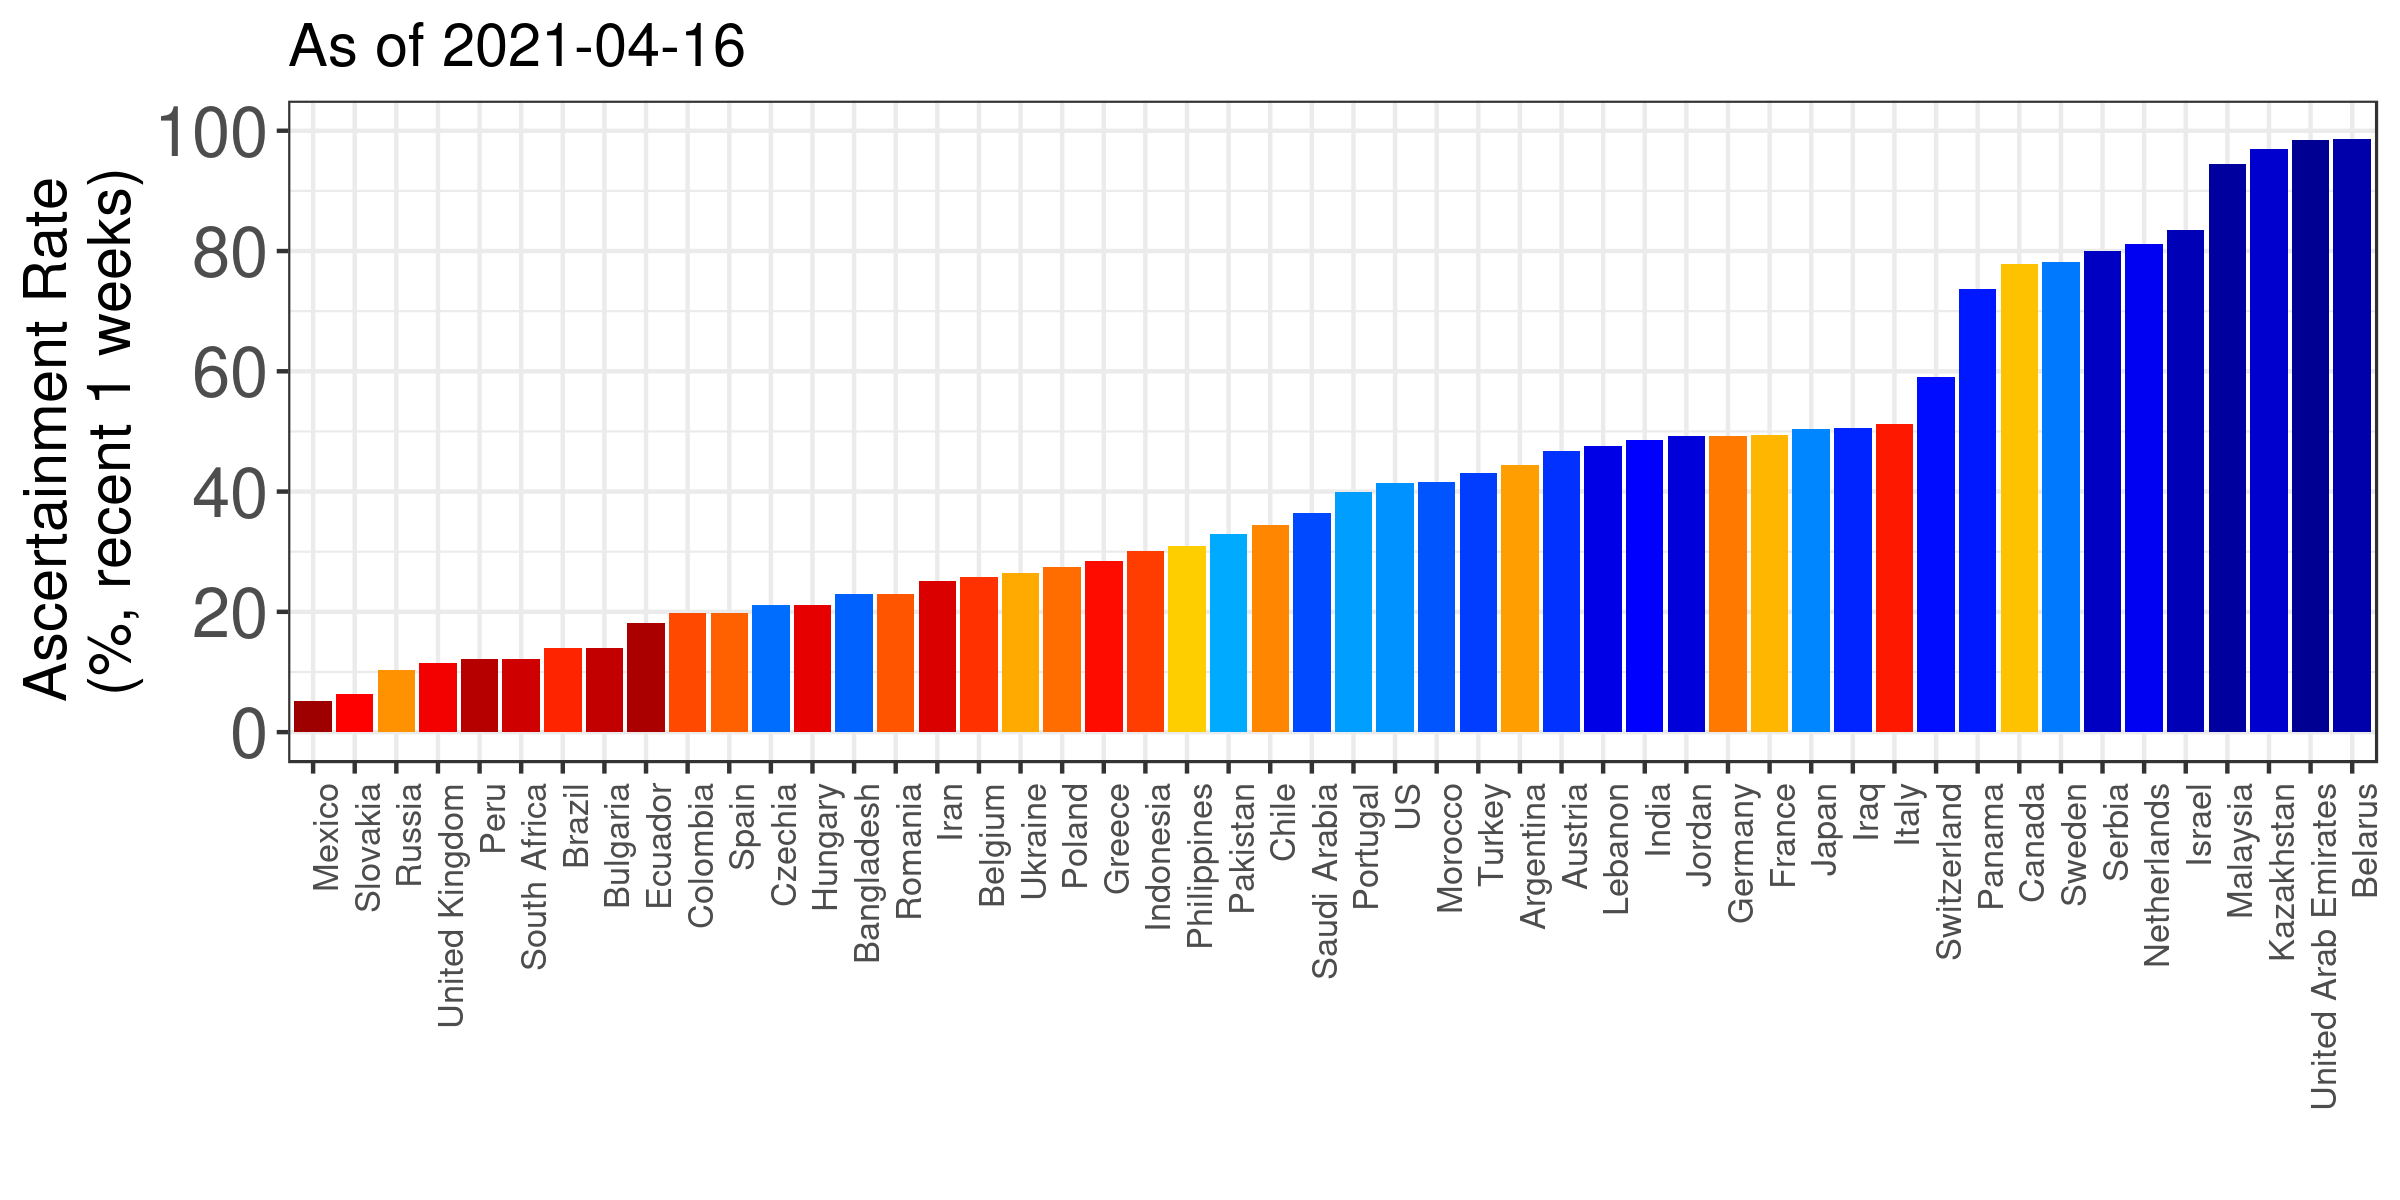 As of 2021-04-16
Ascertainment Rate
(%, recent 1 weeks)
100
80
60
40
20
0
Mexico
Slovakia
Russia
United Kingdom
Peru
South Africa
Brazil
Bulgaria
Ecuador
Colombia
Spain
Czechia
Hungary
Bangladesh
Romania
Iran
Belgium
Ukraine
Poland
Greece
Indonesia
Philippines
Pakistan
Chile
Saudi Arabia
Portugal
US
Morocco
Turkey
Argentina
Austria
Lebanon
India
Jordan
Germany
France
Japan
Iraq
Italy
Switzerland
Panama
Canada
Sweden
Serbia
Netherlands
Israel
Malaysia
Kazakhstan
United Arab Emirates
Belarus